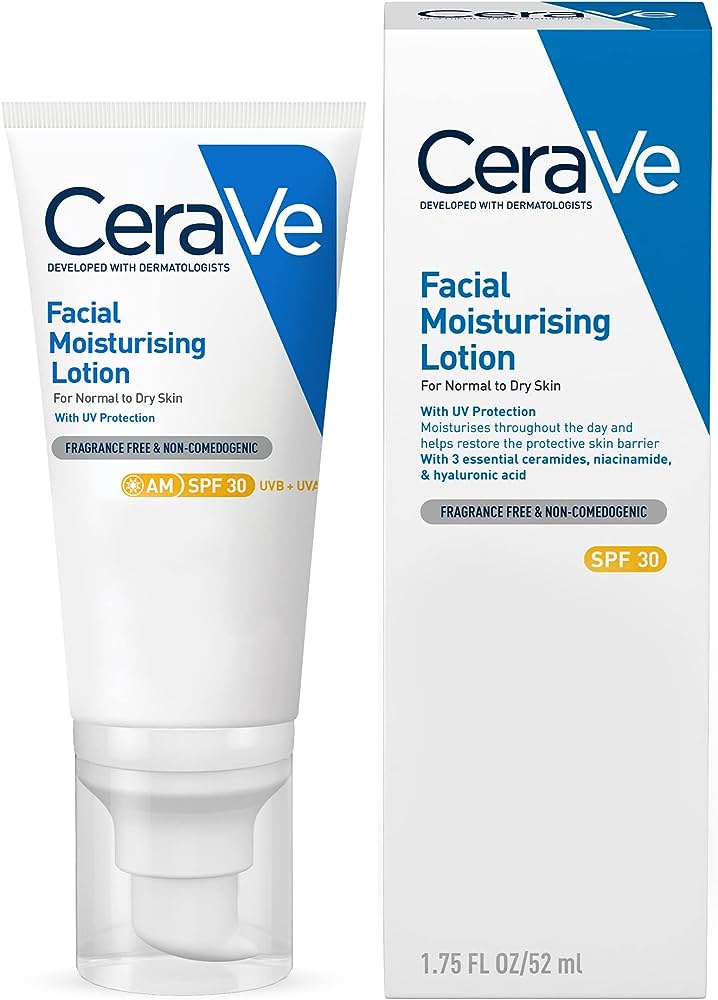 CeraVe
DEVELOPED WITH DERMATOLOGISTS
Facial
Moisturising
Lotion
For Normal to Dry Skin
With UV Protection
FRAGRANCE FREE & NON-COMEDOGENIC
AM SPF 30 UVB + UVA
CeraVe
CeraVe
DEVELOPED WITH DERMATOLOGISTS
Facial
Moisturising
Lotion
For Normal to Dry Skin
With UV Protection
Moisturises throughout the day and
helps restore the protective skin barrier
With 3 essential ceramides, niacinamide,
& hyaluronic acid
FRAGRANCE FREE & NON-COMEDOGENIC
SPF 30
1.75 FL OZ/52 ml